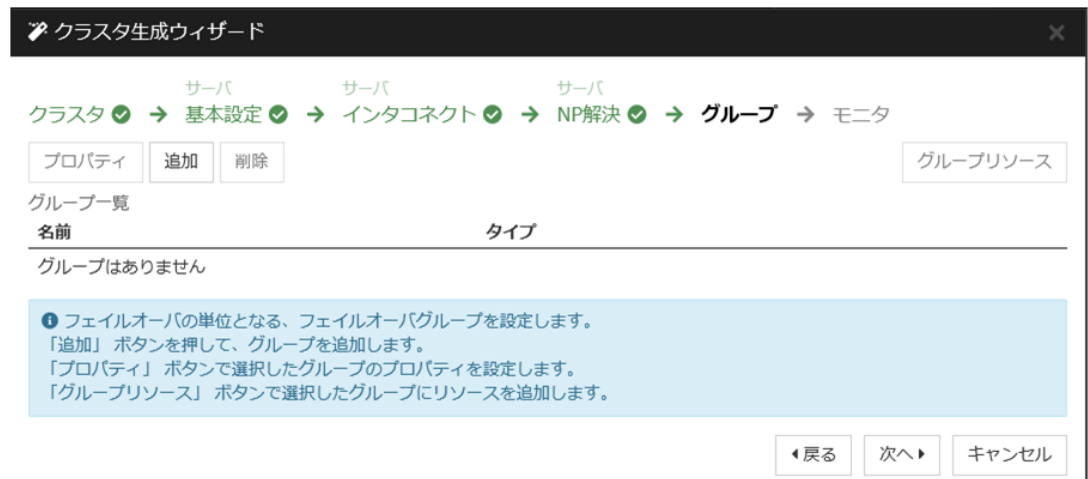 クラスタ生成ウィザード
サーバ サーバ サーバ
クラスタ → 基本設定 → インタコネクト → NP解決 → グループ → モニタ
プロパティ 追加 削除 グループリソース
グループ一覧
名前 タイプ
グループはありません
フェイルオーバの単位となる、フェイルオーバグループを設定します。
「追加」 ボタンを押して、グループを追加します。
「プロパティ」 ボタンで選択したグループのプロパティを設定します。
「グループリソース」 ボタンで選択したグループにリソースを追加します。
戻る 次へ キャンセル